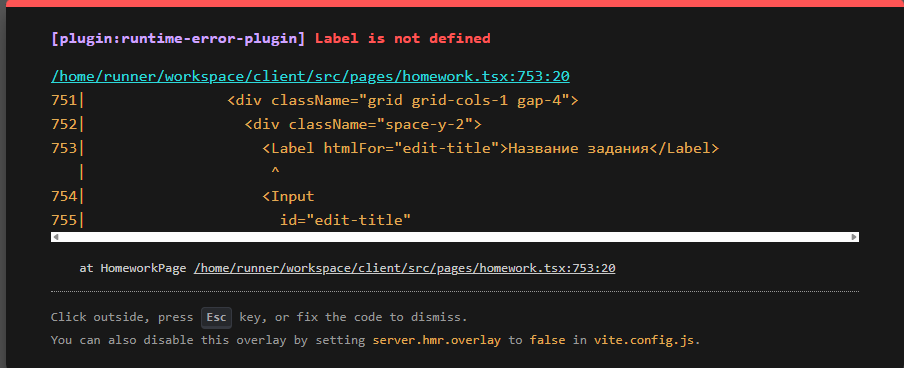 [plugin:runtime-error-plugin] Label is not defined
/home/runner/workspace/client/src/pages/homework.tsx:753:20
751|                <div className="grid grid-cols-1 gap-4">
752|                  <div className="space-y-2">
753|                    <Label htmlFor="edit-title">Название задания</Label>
   |                     ^
754|                    <Input
755|                      id="edit-title"
at HomeworkPage /home/runner/workspace/client/src/pages/homework.tsx:753:20
Click outside, press Esc key, or fix the code to dismiss.
You can also disable this overlay by setting server.hmr.overlay to false in vite.config.js.